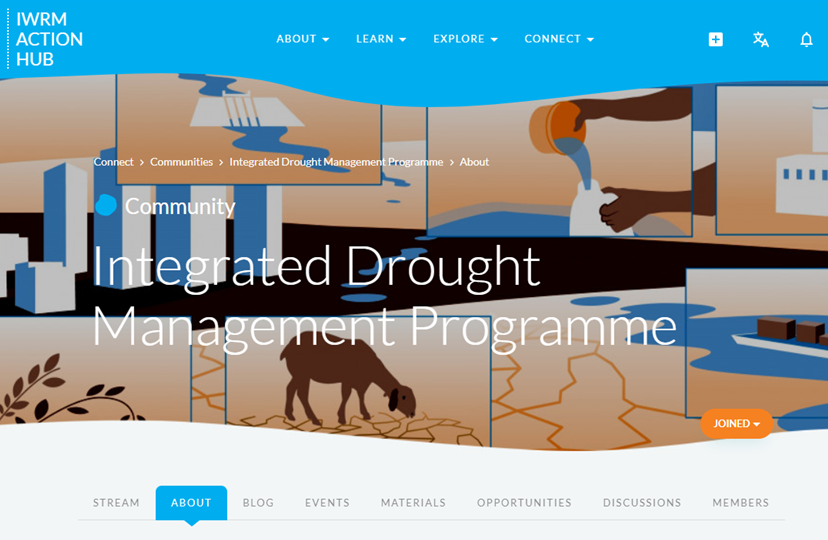 IWRM
ACTION
HUB
ABOUT LEARN EXPLORE CONNECT
Connect > Communities > Integrated Drought Management Programme > About
Community
Integrated Drought
Management Programme
JOINED
STREAM ABOUT BLOG EVENTS MATERIALS OPPORTUNITIES DISCUSSIONS MEMBERS